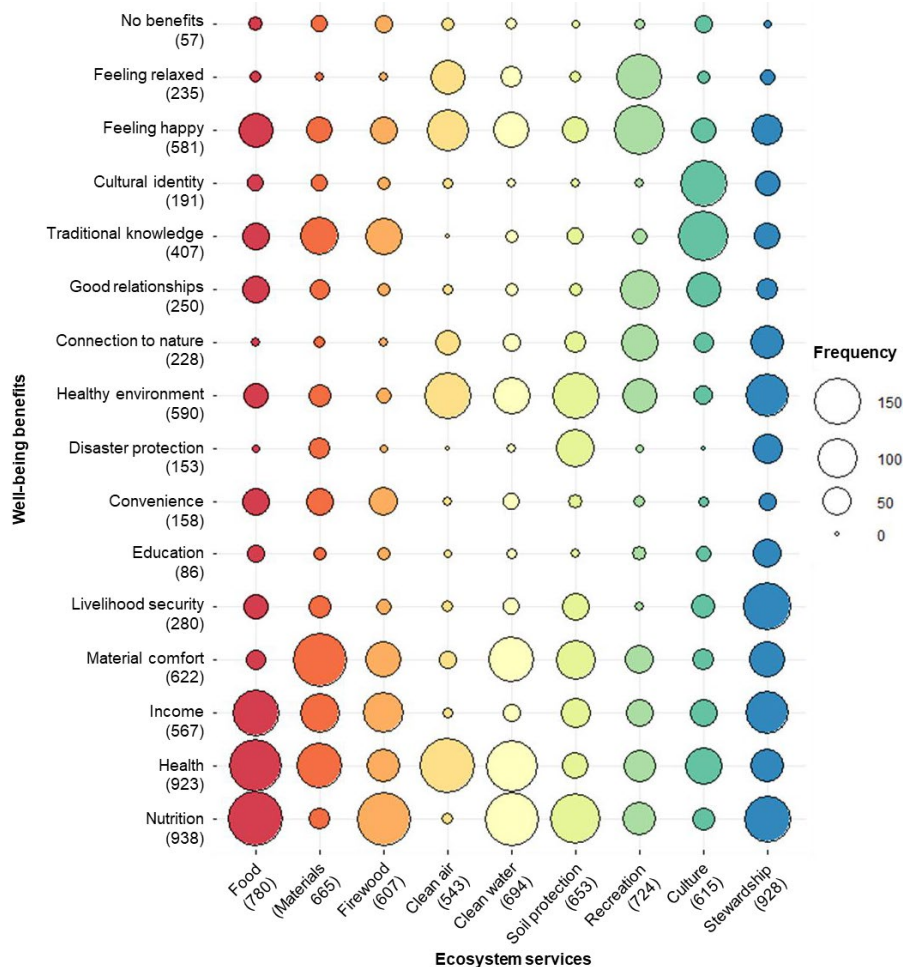 No benefits
(57)
Feeling relaxed
(235)
Feeling happy
(581)
Cultural identity
(191)
Traditional knowledge
(407)
Good relationships
(250)
Connection to nature
(228)
Healthy environment
(590)
Disaster protection
(153)
Convenience
(158)
Education
(86)
Livelihood security
(280)
Material comfort
(622)
Income
(567)
Health
(923)
Nutrition
(938)
Well-being benefits
Frequency
150
100
50
0
Food
(780)
(Materials
665)
Firewood
(607)
Clean air
(543)
Clean water
(694)
Soil protection
(653)
Recreation
(724)
Culture
(615)
Stewardship
(928)
Ecosystem services